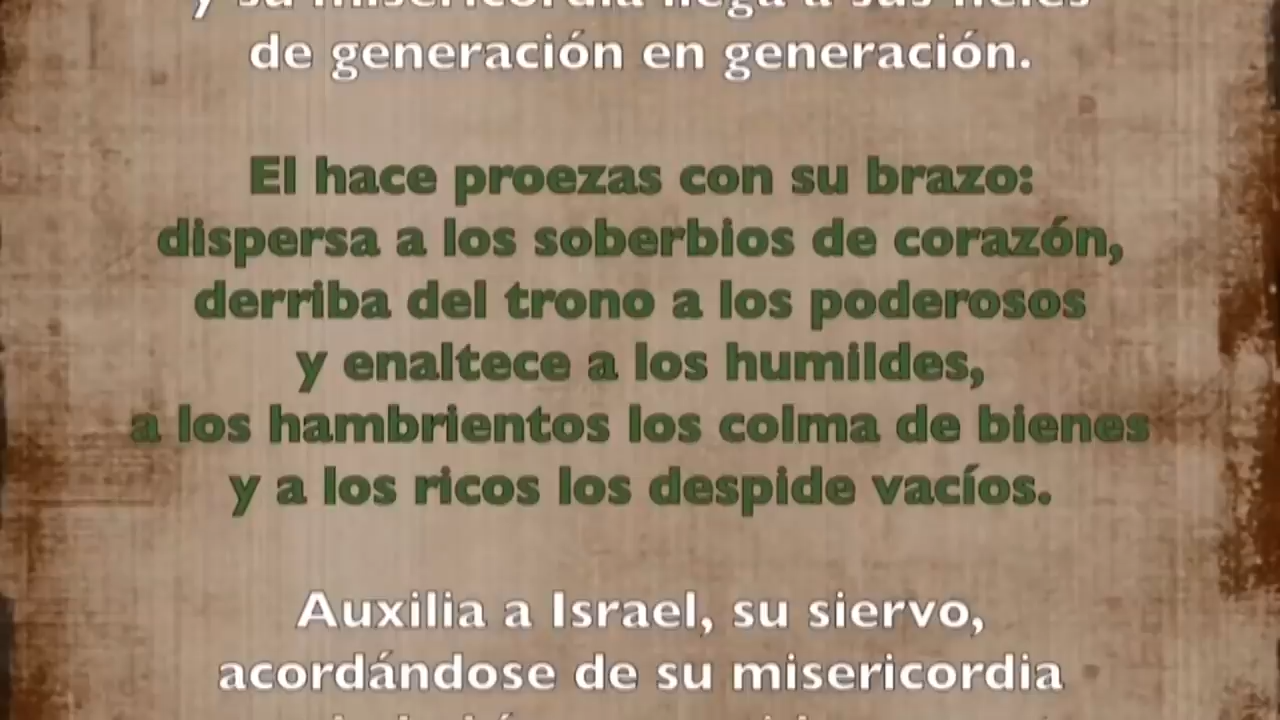 y su misericordia llega a sus fieles
de generación en generación.
El hace proezas con su brazo:
dispersa a los soberbios de corazón,
derriba del trono a los poderosos
y enaltece a los humildes,
a los hambrientos los colma de bienes
y a los ricos los despide vacíos.
Auxilia a Israel, su siervo,
acordándose de su misericordia